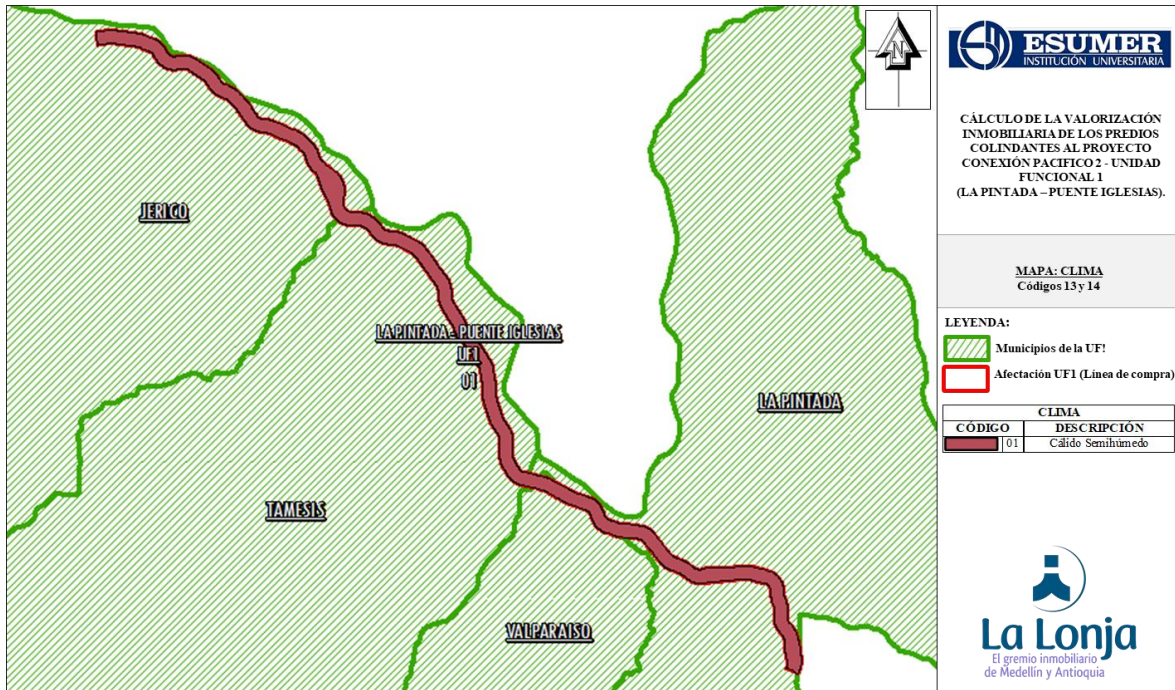 N
JERICO
LA PINTADA - PUENTE IGLESIAS
UF1
01
LA PINTADA
TAMESIS
VALPARAISO
ESUMER
INSTITUCIÓN UNIVERSITARIA
CÁLCULO DE LA VALORIZACIÓN
INMOBILIARIA DE LOS PREDIOS
COLINDANTES AL PROYECTO
CONEXIÓN PACIFICO 2 - UNIDAD
FUNCIONAL 1
(LA PINTADA – PUENTE IGLESIAS).
MAPA: CLIMA
Códigos 13 y 14
LEYENDA:
Municipios de la UF!
Afectación UF1 (Línea de compra)
CLIMA
CÓDIGO DESCRIPCIÓN
01 Cálido Semihúmedo
La Lonja
El gremio inmobiliario
de Medellín y Antioquia